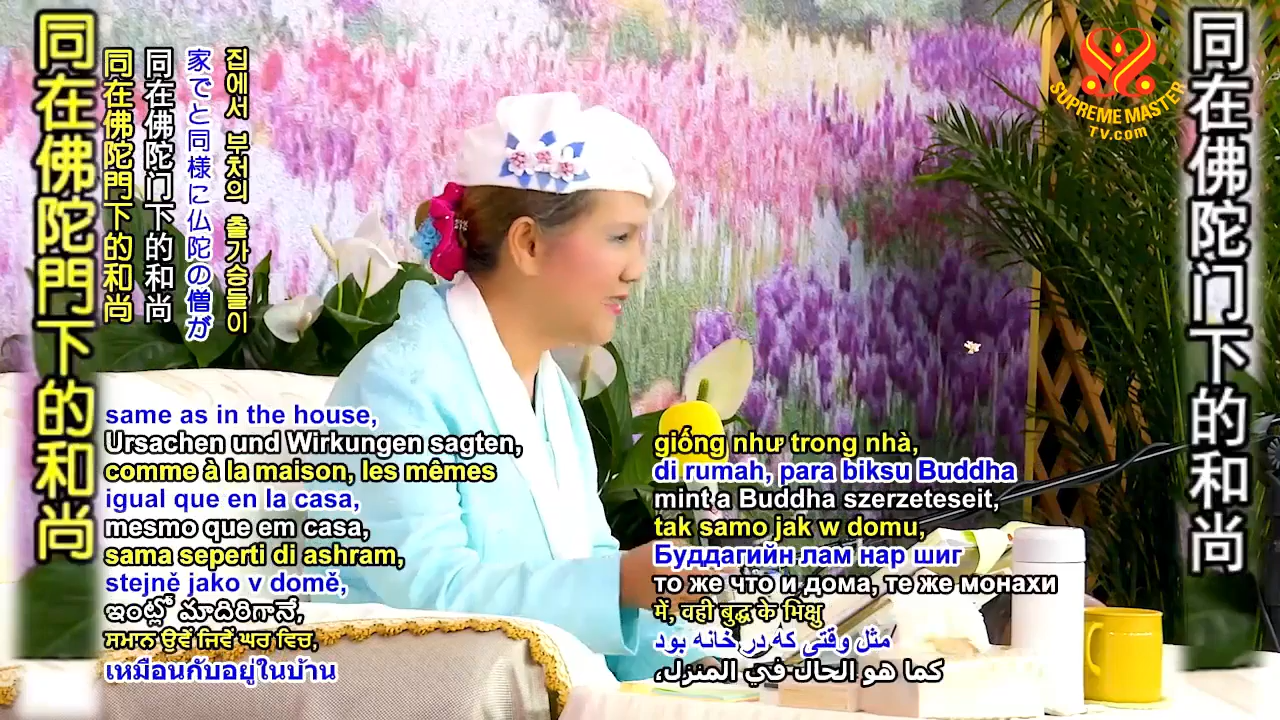 同在佛陀門下的和尚
同在佛陀門下的和尚
同在佛陀门下的和尚
家でと同様に仏陀の僧が
집에서 부처의 출가승들이
SUPREME MASTER
TV.com
同在佛陀门下的和尚
same as in the house,
Ursachen und Wirkungen sagten,
comme à la maison, les mêmes
igual que en la casa,
mesmo que em casa,
sama seperti di ashram,
stejně jako v domě,
ఇంట్లో మాదిరిగానే,
ਸਮਾਨ ਉਵੇਂ ਜਿਵੇਂ ਘਰ ਵਿਚ,
เหมือนกับอยู่ในบ้าน
giống như trong nhà,
di rumah, para biksu Buddha
mint a Buddha szerzeteseit,
tak samo jak w domu,
Буддагийн лам нар шиг
то же что и дома, те же монахи
में, वही बुद्ध के भिक्षु
مثل وقتی که در خانه بود
كما هو الحال في المنزل،